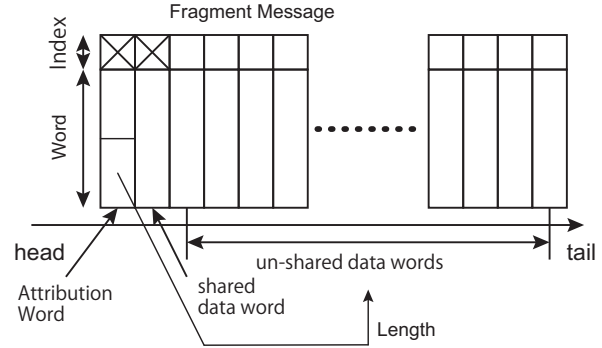 Fragment Message
Index
Word
head
tail
un-shared data words
Attribution
Word
shared
data word
Length